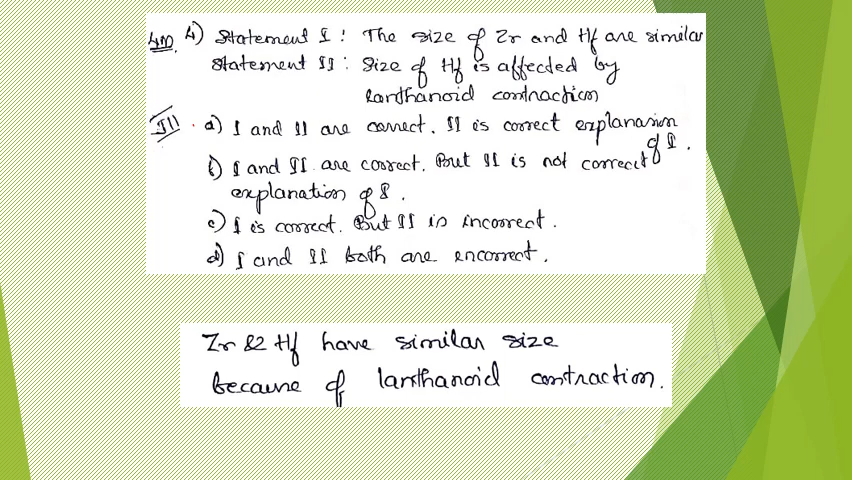 4) Statement I : The size of Zr and Hf are similar
Statement II : Size of Hf is affected by
lanthanoid contraction
a) I and II are correct. II is correct explanation of I.
b) I and II are correct. But II is not correct
explanation of I.
c) I is correct. But II is incorrect.
d) I and II both are incorrect.
Zr & Hf have similar size
because of lanthanoid contraction.